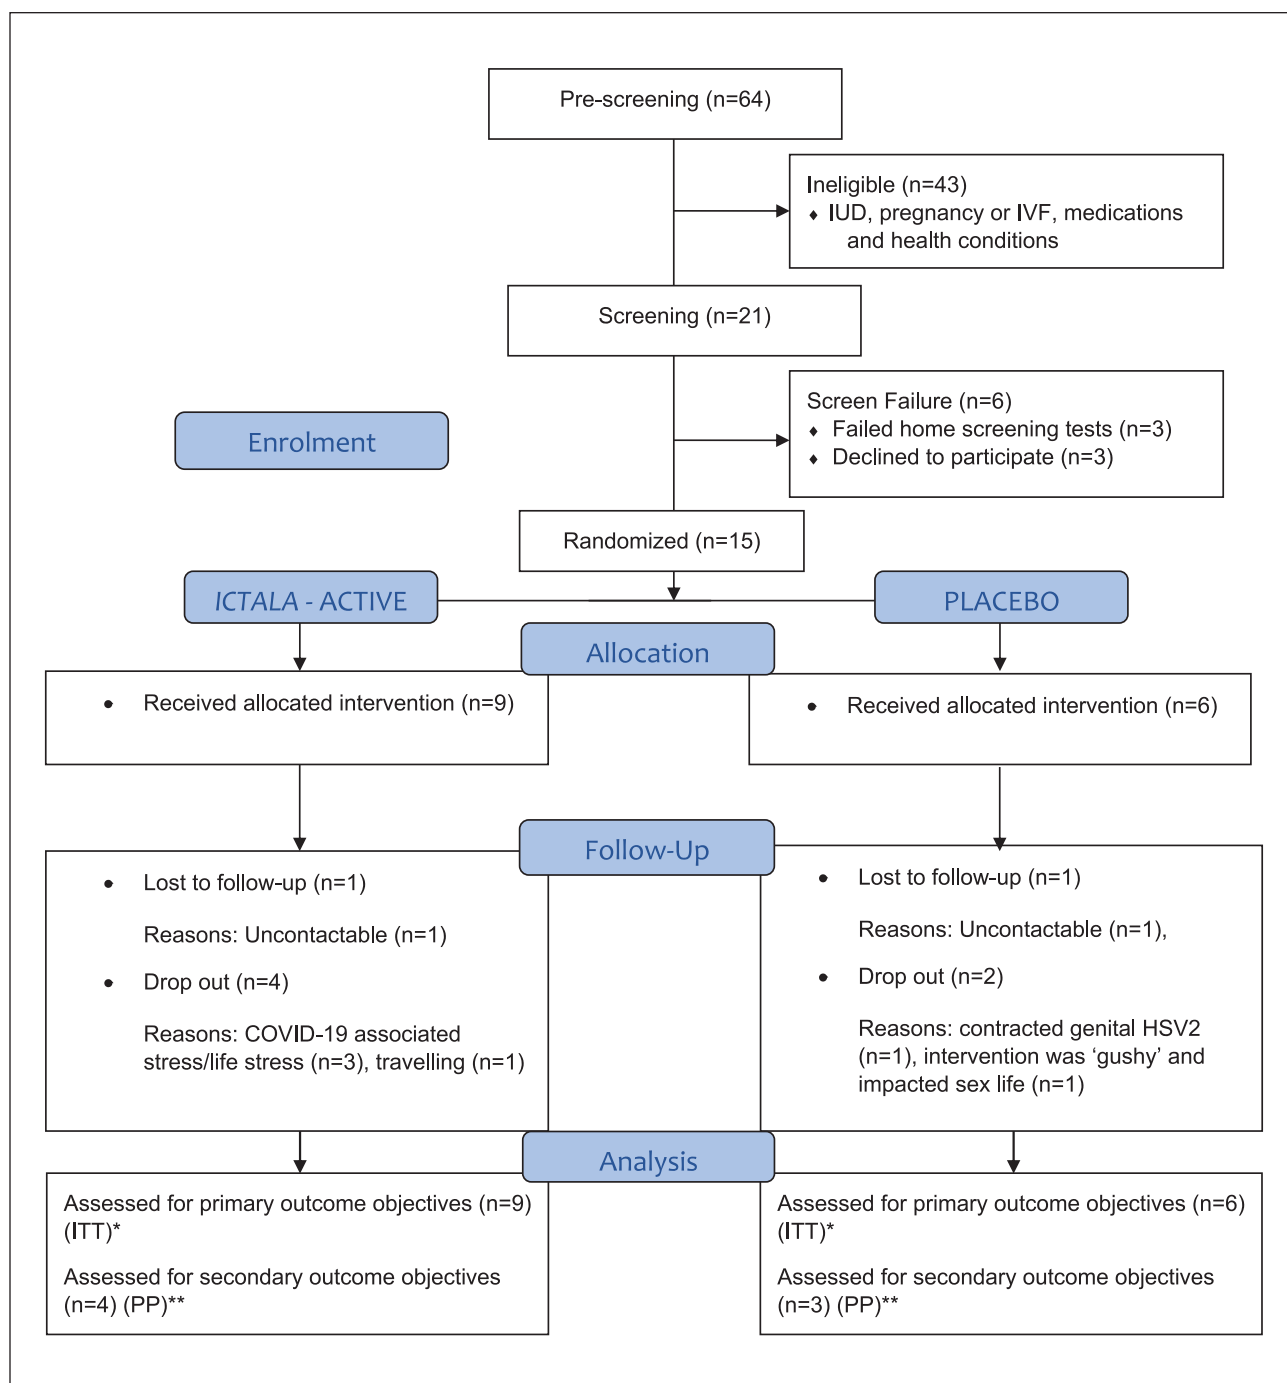 Pre-screening (n=64)
Ineligible (n=43)
♦ IUD, pregnancy or IVF, medications
and health conditions
Screening (n=21)
Screen Failure (n=6)
♦ Failed home screening tests (n=3)
♦ Declined to participate (n=3)
Enrolment
Randomized (n=15)
ICTALA - ACTIVE
PLACEBO
Allocation
• Received allocated intervention (n=9)
• Received allocated intervention (n=6)
Follow-Up
• Lost to follow-up (n=1)
Reasons: Uncontactable (n=1)
• Drop out (n=4)
Reasons: COVID-19 associated
stress/life stress (n=3), travelling (n=1)
• Lost to follow-up (n=1)
Reasons: Uncontactable (n=1),
• Drop out (n=2)
Reasons: contracted genital HSV2
(n=1), intervention was ‘gushy’ and
impacted sex life (n=1)
Analysis
Assessed for primary outcome objectives (n=9)
(ITT)*
Assessed for secondary outcome objectives
(n=4) (PP)**
Assessed for primary outcome objectives (n=6)
(ITT)*
Assessed for secondary outcome objectives
(n=3) (PP)**